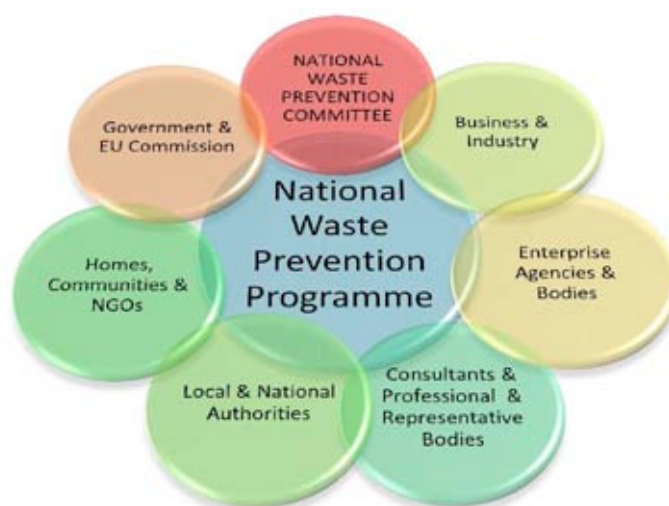 NATIONAL
WASTE
PREVENTION
COMMITTEE
Government &
EU Commission
Business &
Industry
National
Waste
Prevention
Programme
Homes,
Communities &
NGOs
Enterprise
Agencies &
Bodies
Local & National
Authorities
Consultants &
Professional &
Representative
Bodies